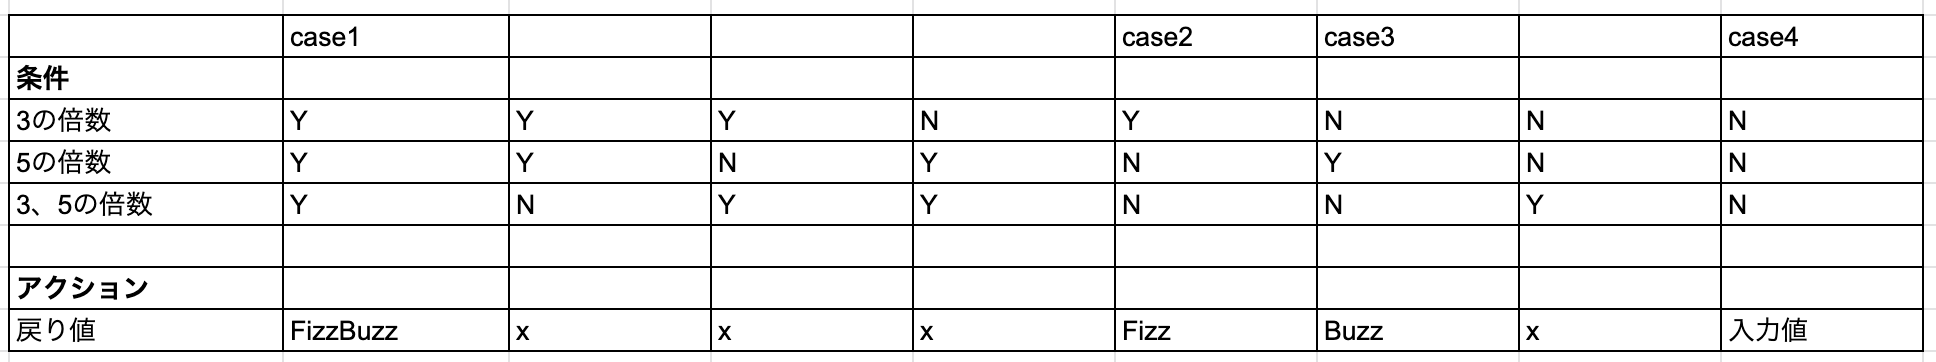 case1 case2 case3 case4
条件
3の倍数 Y Y Y N Y N N N
5の倍数 Y Y N Y N Y N N
3、5の倍数 Y N Y Y N N Y N
アクション
戻り値 FizzBuzz x x x Fizz Buzz x 入力値